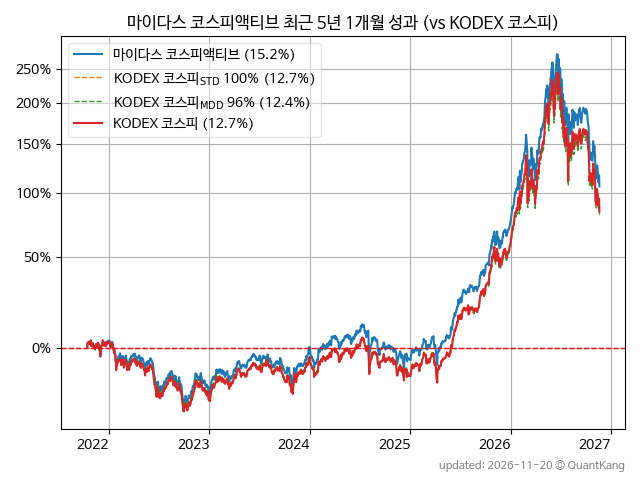 마이다스 코스피액티브 최근 5년 1개월 성과 (vs KODEX 코스피)
마이다스 코스피액티브 (15.2%)
KODEX 코스피STD 100% (12.7%)
KODEX 코스피MDD 96% (12.4%)
KODEX 코스피 (12.7%)
250%
200%
150%
100%
50%
0%
2022 2023 2024 2025 2026 2027
updated: 2026-11-20 © QuantKang